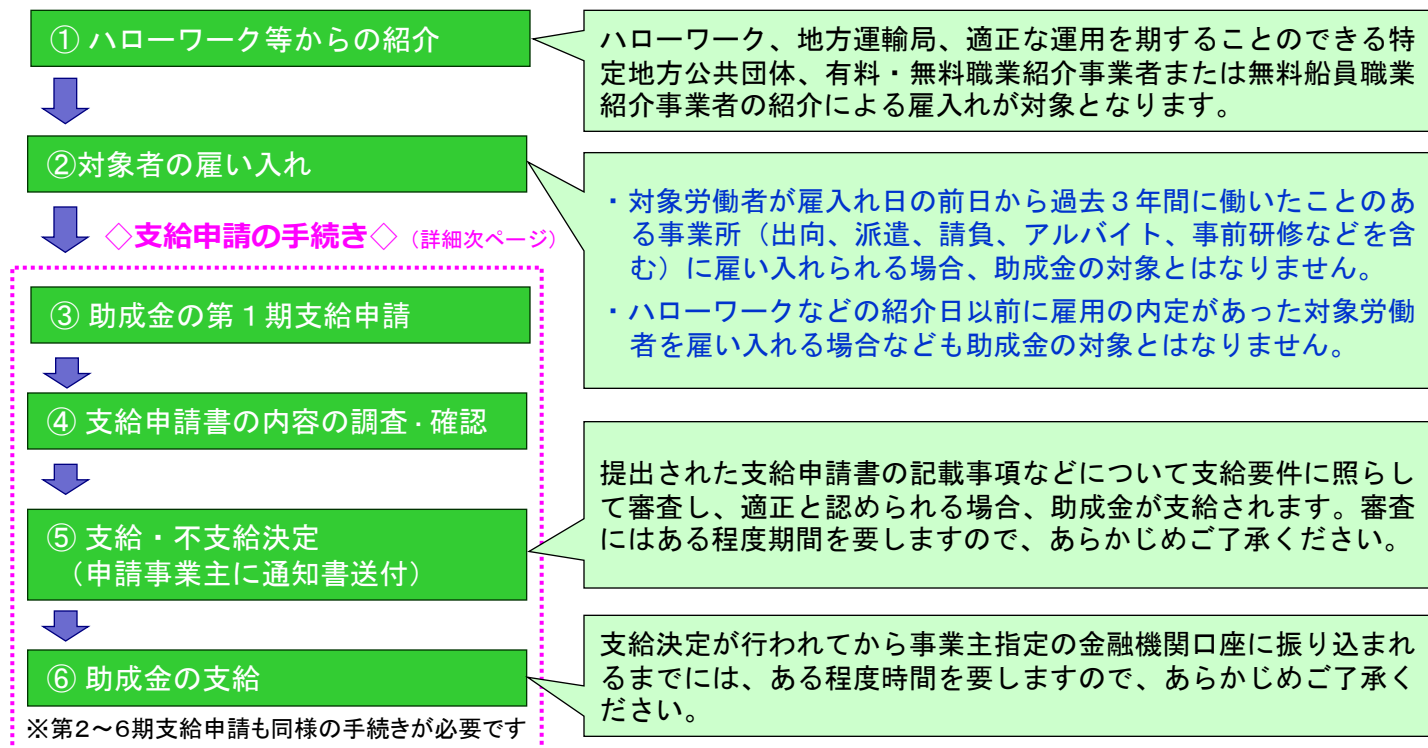 ① ハローワーク等からの紹介
ハローワーク、地方運輸局、適正な運用を期することのできる特
定地方公共団体、有料・無料職業紹介事業者または無料船員職業
紹介事業者の紹介による雇入れが対象となります。
②対象者の雇い入れ
・対象労働者が雇入れ日の前日から過去３年間に働いたことのあ
る事業所（出向、派遣、請負、アルバイト、事前研修などを含
む）に雇い入れられる場合、助成金の対象とはなりません。
・ハローワークなどの紹介日以前に雇用の内定があった対象労働
者を雇い入れる場合なども助成金の対象とはなりません。
◇支給申請の手続き◇（詳細次ページ）
③ 助成金の第１期支給申請
④ 支給申請書の内容の調査・確認
⑤ 支給・不支給決定
（申請事業主に通知書送付）
提出された支給申請書の記載事項などについて支給要件に照らし
て審査し、適正と認められる場合、助成金が支給されます。審査
にはある程度期間を要しますので、あらかじめご了承ください。
⑥ 助成金の支給
支給決定が行われてから事業主指定の金融機関口座に振り込まれ
るまでには、ある程度時間を要しますので、あらかじめご了承く
ださい。
※第２～６期支給申請も同様の手続きが必要です